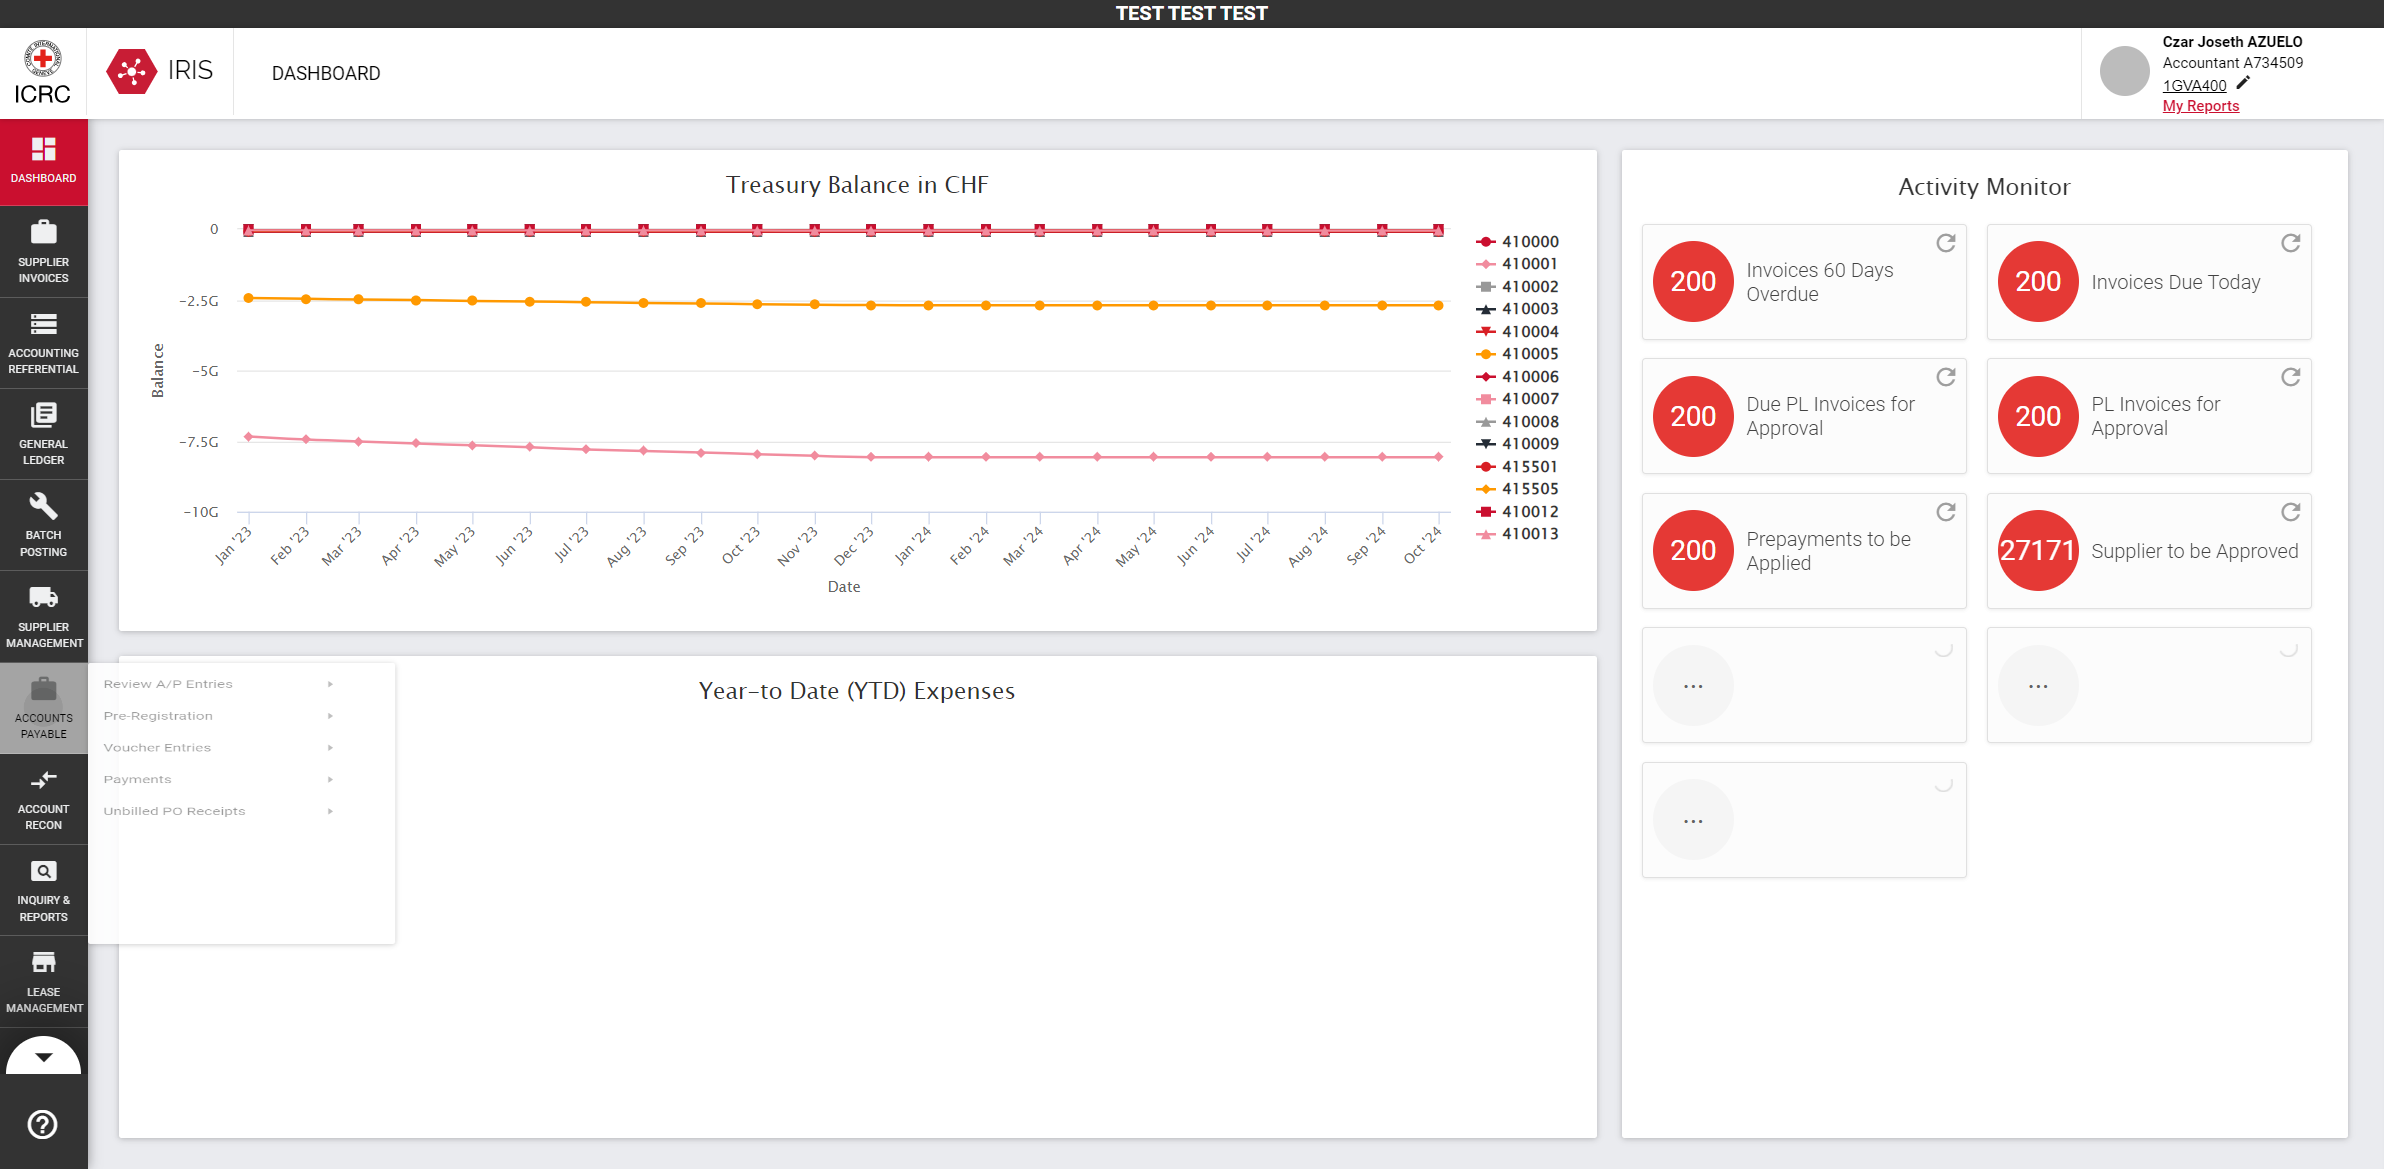 TEST TEST TEST
ICRC
IRIS
DASHBOARD
Czar Joseth AZUELO
Accountant A734509
1GVA400
My Reports
DASHBOARD
SUPPLIER
INVOICES
ACCOUNTING
REFERENTIAL
GENERAL
LEDGER
BATCH
POSTING
SUPPLIER
MANAGEMENT
ACCOUNTS
PAYABLE
ACCOUNT
RECON
INQUIRY &
REPORTS
LEASE
MANAGEMENT
Review A/P Entries
Pre-Registration
Voucher Entries
Payments
Unbilled PO Receipts
Treasury Balance in CHF
Balance
0
-2.5G
-5G
-7.5G
-10G
Jan '23
Feb '23
Mar '23
Apr '23
May '23
Jun '23
Jul '23
Aug '23
Sep '23
Oct '23
Nov '23
Dec '23
Jan '24
Feb '24
Mar '24
Apr '24
May '24
Jun '24
Jul '24
Aug '24
Sep '24
Oct '24
Date
410000
410001
410002
410003
410004
410005
410006
410007
410008
410009
415501
415505
410012
410013
Year-to Date (YTD) Expenses
Activity Monitor
200
Invoices 60 Days
Overdue
200
Invoices Due Today
200
Due PL Invoices for
Approval
200
PL Invoices for
Approval
200
Prepayments to be
Applied
27171
Supplier to be Approved
...
...
...